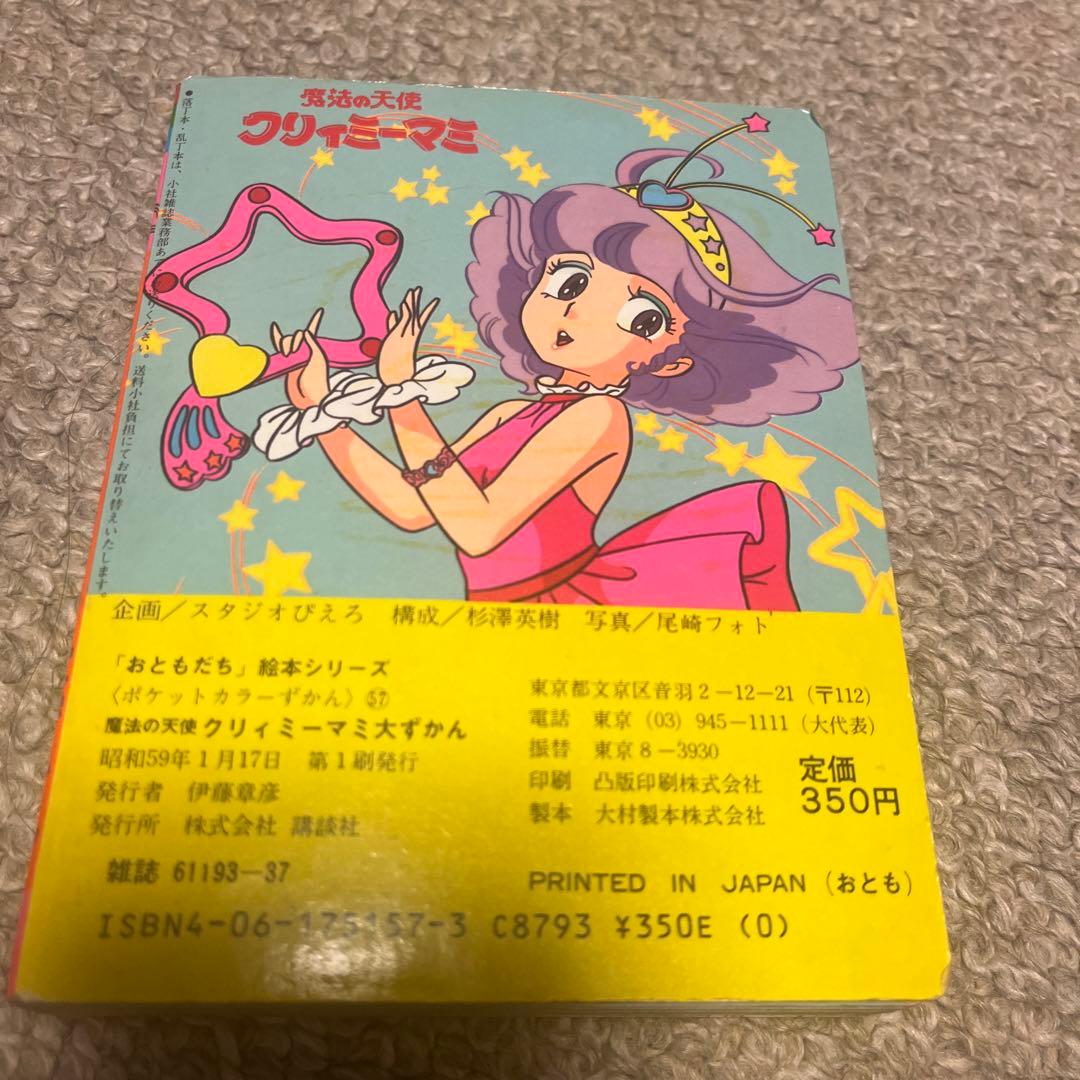 魔法の天使
クリィミーマミ
●落丁本・乱丁本は、小社雑誌業務部あ
ください。送料小社負担にてお取り替えいたします。
企画／スタジオぴえろ 構成／杉澤英樹 写真／尾崎フォト
「おともだち」絵本シリーズ
〈ポケットカラーずかん〉㊼
魔法の天使 クリィミーマミ大ずかん
昭和59年1月17日 第1刷発行
発行者 伊藤章彦
発行所 株式会社 講談社
東京都文京区音羽2-12-21（〒112）
電話 東京（03）945-1111（大代表）
振替 東京8-3930
印刷 凸版印刷株式会社
製本 大村製本株式会社
定価
350円
雑誌 61193-37
PRINTED IN JAPAN（おとも）
ISBN4-06-175157-3 C8793 ¥350E (0)